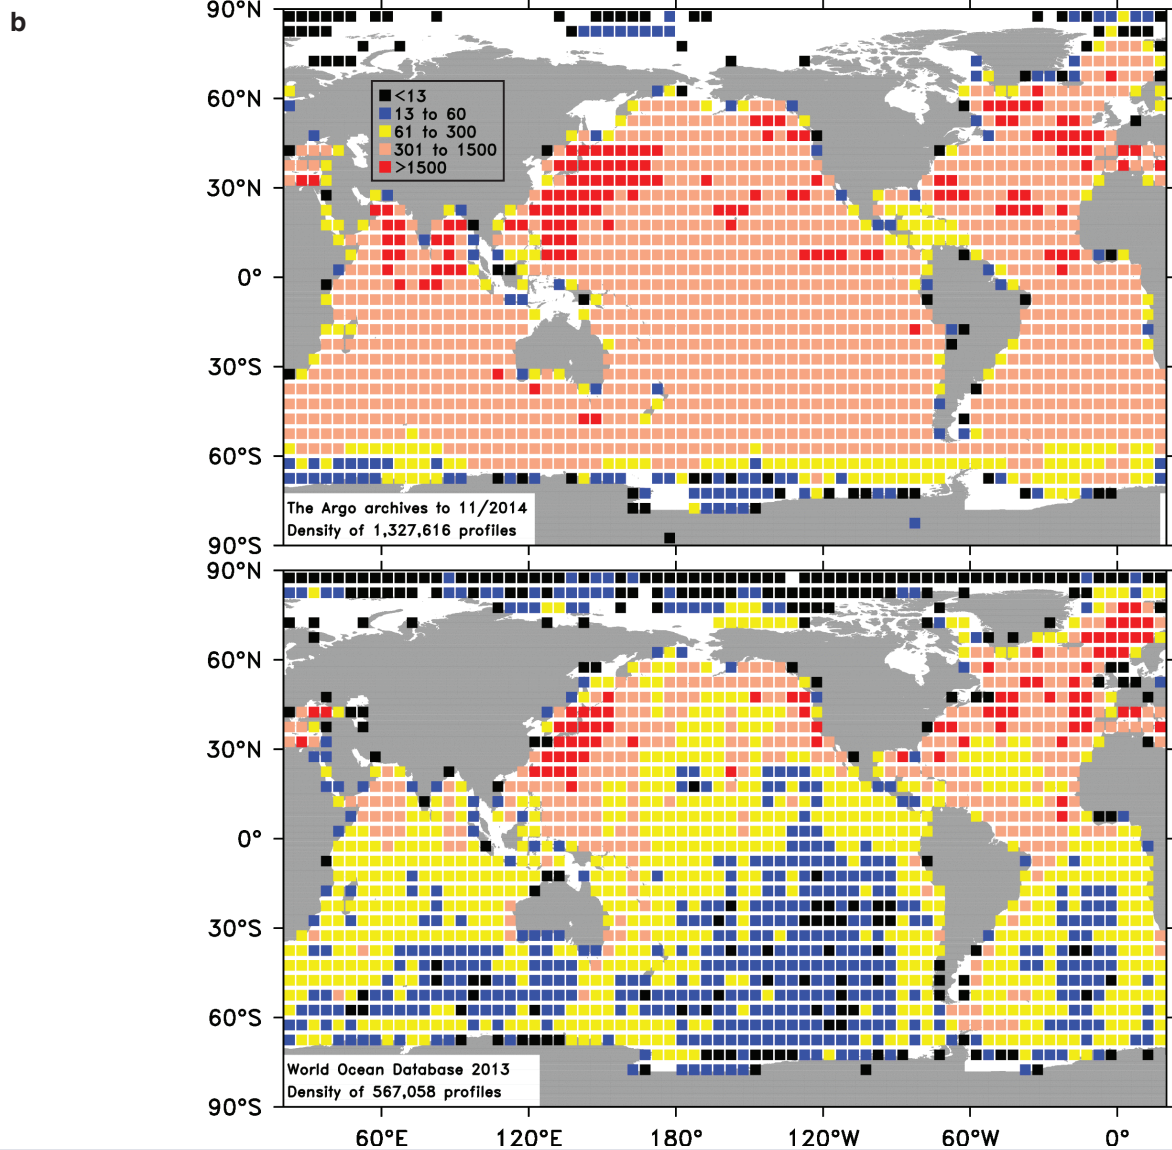 b
90°N
60°N
30°N
0°
30°S
60°S
90°S
<13
13 to 60
61 to 300
301 to 1500
>1500
The Argo archives to 11/2014
Density of 1,327,616 profiles
90°N
60°N
30°N
0°
30°S
60°S
90°S
World Ocean Database 2013
Density of 567,058 profiles
60°E 120°E 180° 120°W 60°W 0°